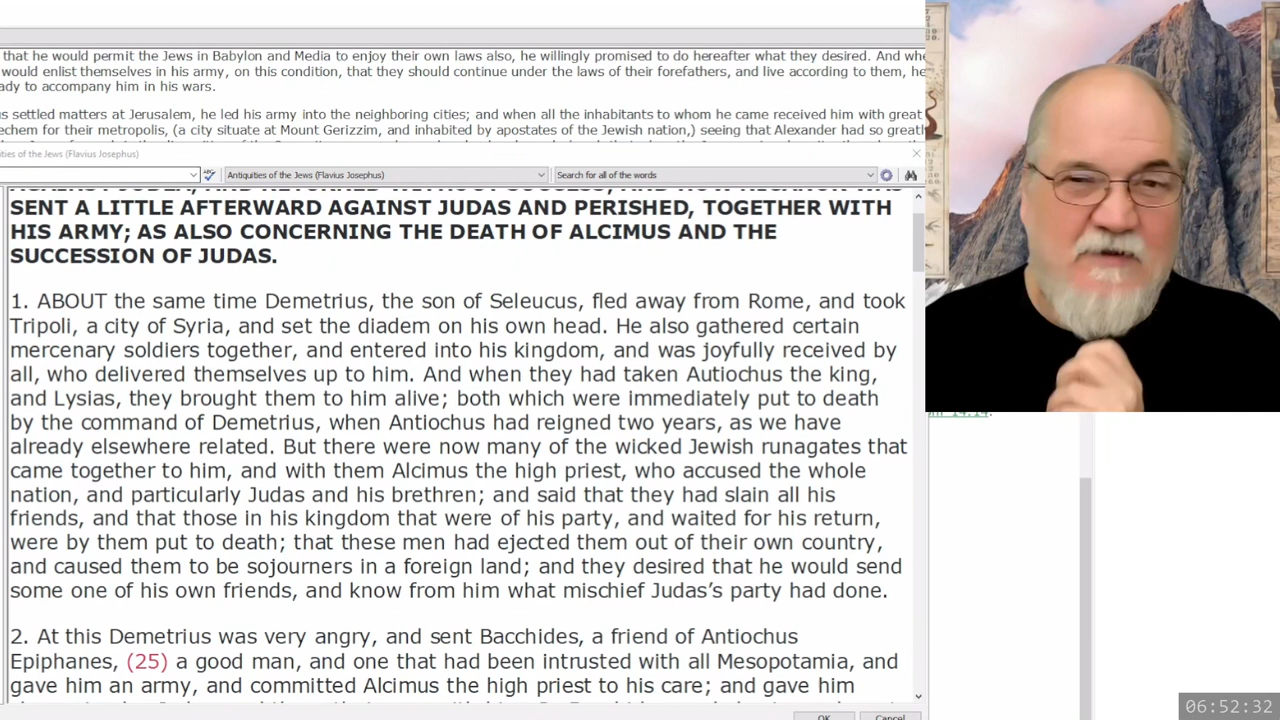 that he would permit the Jews in Babylon and Media to enjoy their own laws also, he willingly promised to do hereafter what they desired. And
would enlist themselves in his army on this condition, that they should continue under the laws of their forefathers, and live according to them,
ady to accompany him in his wars.
settled matters at Jerusalem, he led his army into the neighboring cities; and when all the inhabitants to whom he came received him with great
echem for their metropolis, (a city situate at Mount Gerizzim, and inhabited by apostates of the Jewish nation,) seeing that Alexander had so
ities of the Jews (Flavius Josephus)
Antiquities of the Jews (Flavius Josephus)
Search for all of the words
SENT A LITTLE AFTERWARD AGAINST JUDAS AND PERISHED, TOGETHER WITH
HIS ARMY; AS ALSO CONCERNING THE DEATH OF ALCIMUS AND THE
SUCCESSION OF JUDAS.
1. ABOUT the same time Demetrius, the son of Seleucus, fled away from Rome, and took
Tripoli, a city of Syria, and set the diadem on his own head. He also gathered certain
mercenary soldiers together, and entered into his kingdom, and was joyfully received by
all, who delivered themselves up to him. And when they had taken Autiochus the king,
and Lysias, they brought them to him alive; both which were immediately put to death
by the command of Demetrius, when Antiochus had reigned two years, as we have
already elsewhere related. But there were now many of the wicked Jewish runagates that
came together to him, and with them Alcimus the high priest, who accused the whole
nation, and particularly Judas and his brethren; and said that they had slain all his
friends, and that those in his kingdom that were of his party, and waited for his return,
were by them put to death; that these men had ejected them out of their own country,
and caused them to be sojourners in a foreign land; and they desired that he would send
some one of his own friends, and know from him what mischief Judas's party had done.
2. At this Demetrius was very angry, and sent Bacchides, a friend of Antiochus
Epiphanes, (25) a good man, and one that had been intrusted with all Mesopotamia, and
gave him an army, and committed Alcimus the high priest to his care; and gave him
OK Cancel
06:52:32